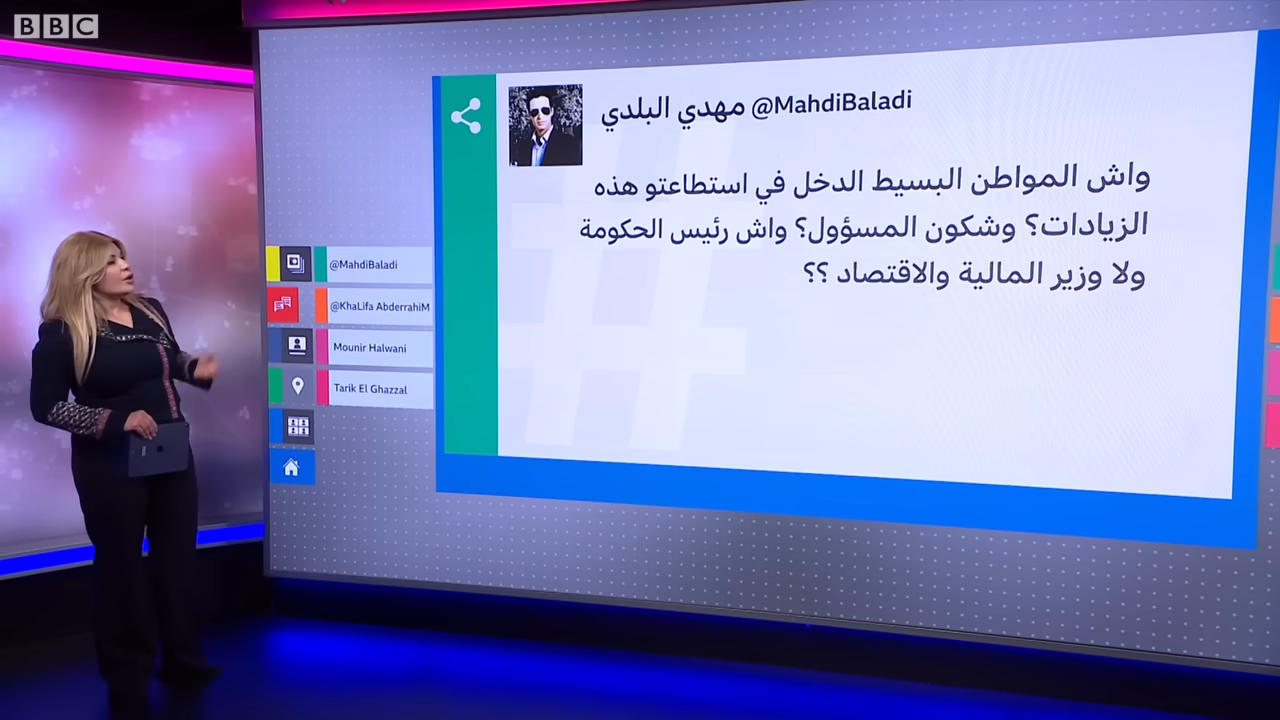 BBC
مهدي البلدي @MahdiBaladi
واش المواطن البسيط الدخل في استطاعتو هذه
الزيادات؟ وشكون المسؤول؟ واش رئيس الحكومة
ولا وزير المالية والاقتصاد ؟؟
@MahdiBaladi
@KhaLifa AbderrahiM
Mounir Halwani
Tarik El Ghazzal